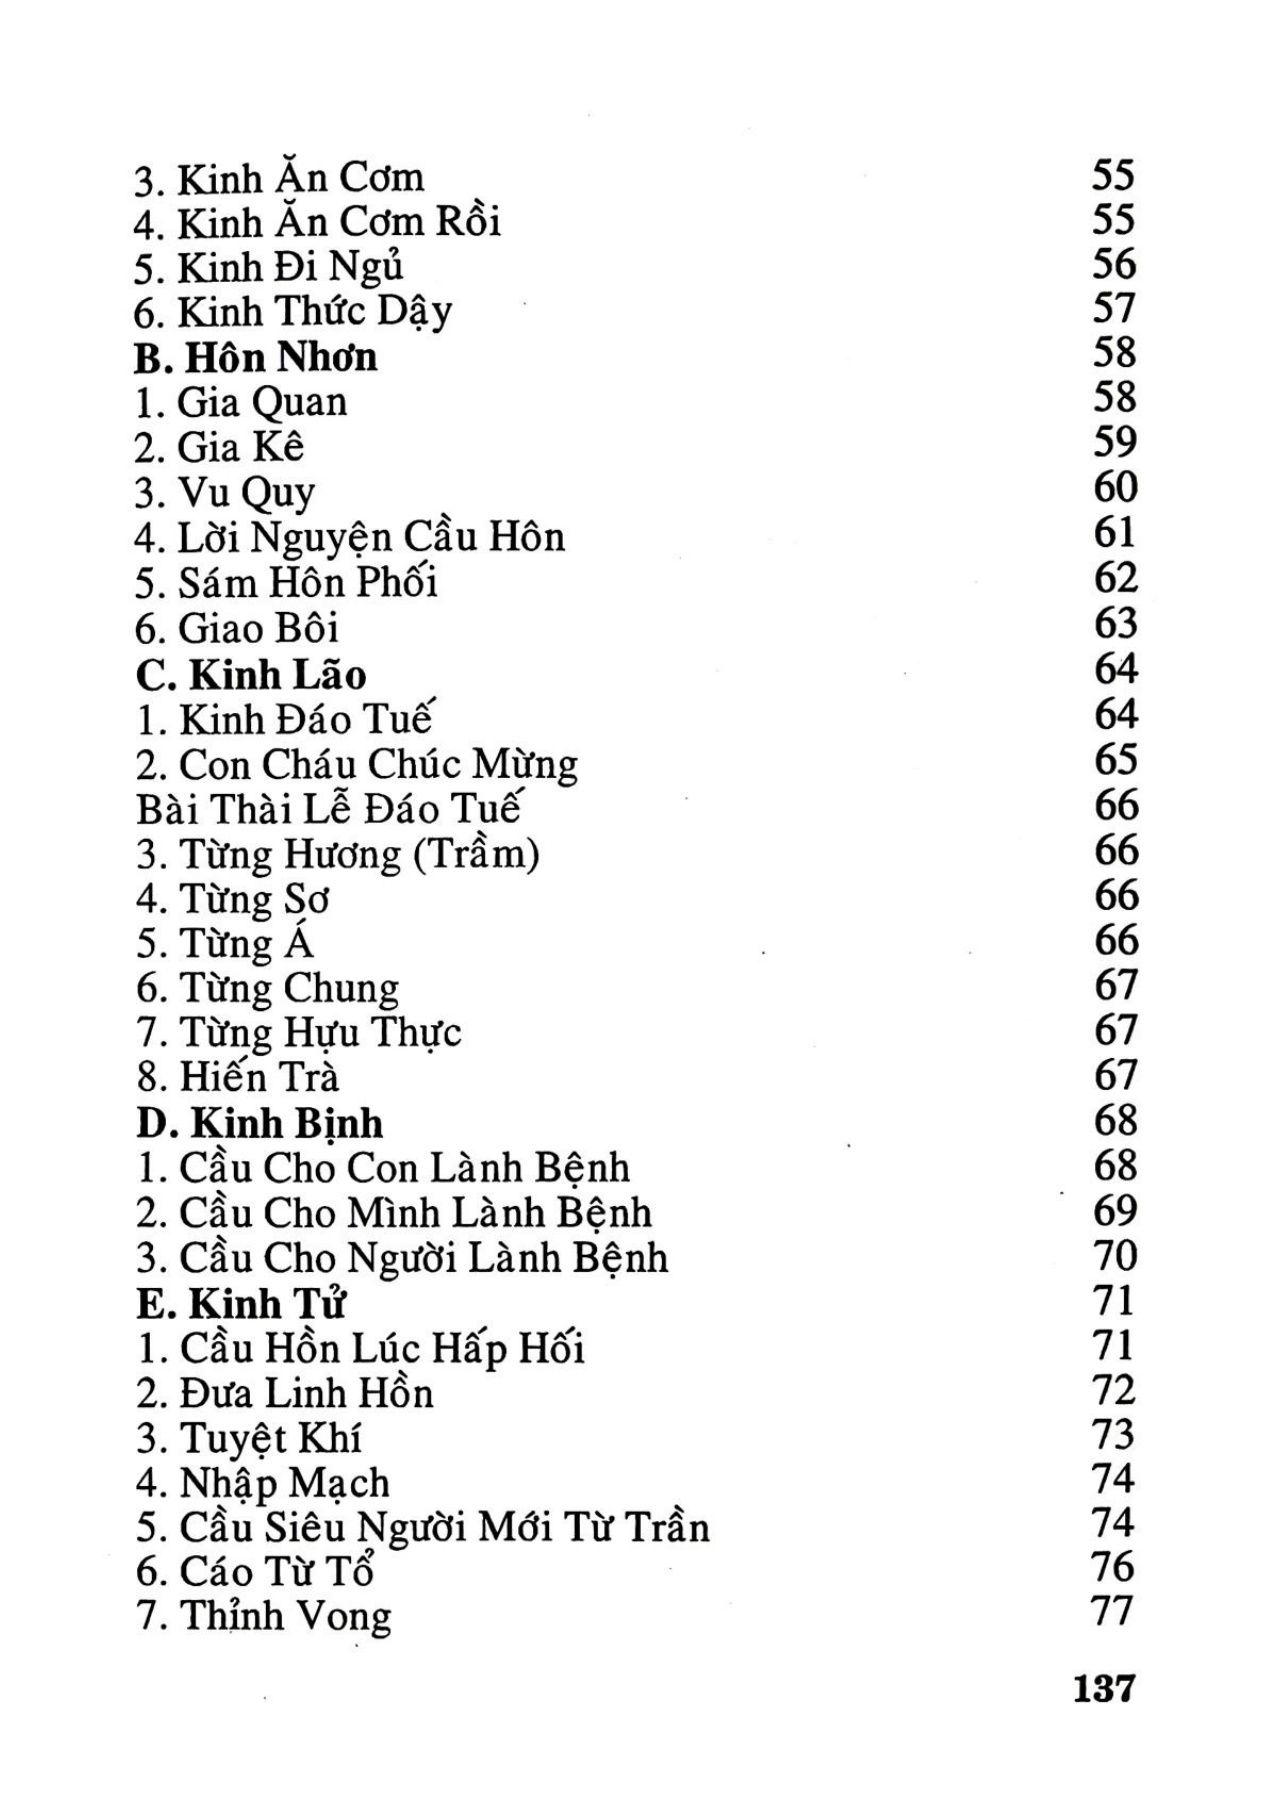 3. Kinh Ăn Cơm 55
4. Kinh Ăn Cơm Rồi 55
5. Kinh Đi Ngủ 56
6. Kinh Thức Dậy 57
B. Hôn Nhơn 58
1. Gia Quan 58
2. Gia Kê 59
3. Vu Quy 60
4. Lời Nguyện Cầu Hôn 61
5. Sám Hôn Phối 62
6. Giao Bôi 63
C. Kinh Lão 64
1. Kinh Đáo Tuế 64
2. Con Cháu Chúc Mừng 65
Bài Thài Lễ Đáo Tuế 66
3. Từng Hương (Trầm) 66
4. Từng Sơ 66
5. Từng Á 66
6. Từng Chung 67
7. Từng Hựu Thực 67
8. Hiến Trà 67
D. Kinh Bịnh 68
1. Cầu Cho Con Lành Bệnh 68
2. Cầu Cho Mình Lành Bệnh 69
3. Cầu Cho Người Lành Bệnh 70
E. Kinh Tử 71
1. Cầu Hồn Lúc Hấp Hối 71
2. Đưa Linh Hồn 72
3. Tuyệt Khí 73
4. Nhập Mạch 74
5. Cầu Siêu Người Mới Từ Trần 74
6. Cáo Từ Tổ 76
7. Thỉnh Vong 77
137